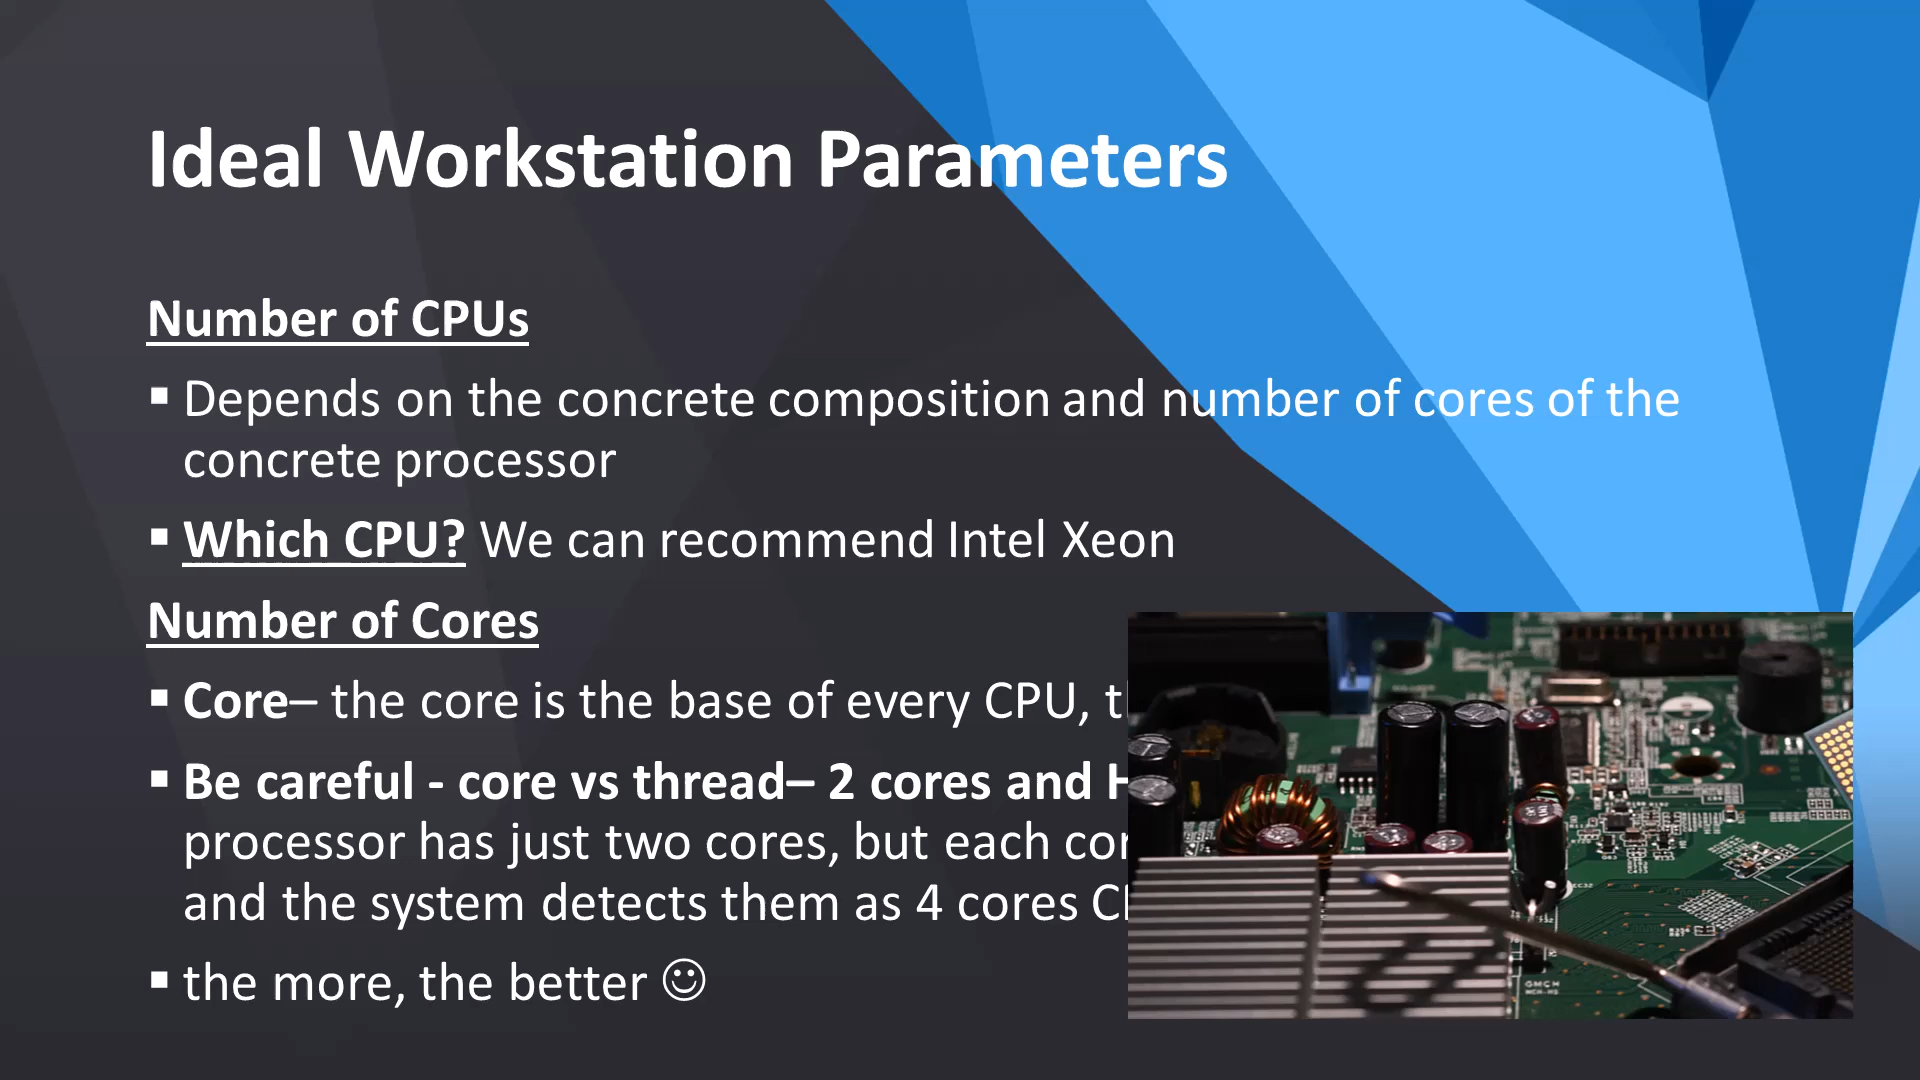 Ideal Workstation Parameters
Number of CPUs
▪ Depends on the concrete composition and number of cores of the
concrete processor
▪ Which CPU? We can recommend Intel Xeon
Number of Cores
▪ Core– the core is the base of every CPU,
▪ Be careful - core vs thread– 2 cores and
processor has just two cores, but each
and the system detects them as 4 cores
▪ the more, the better ☺
GMCH